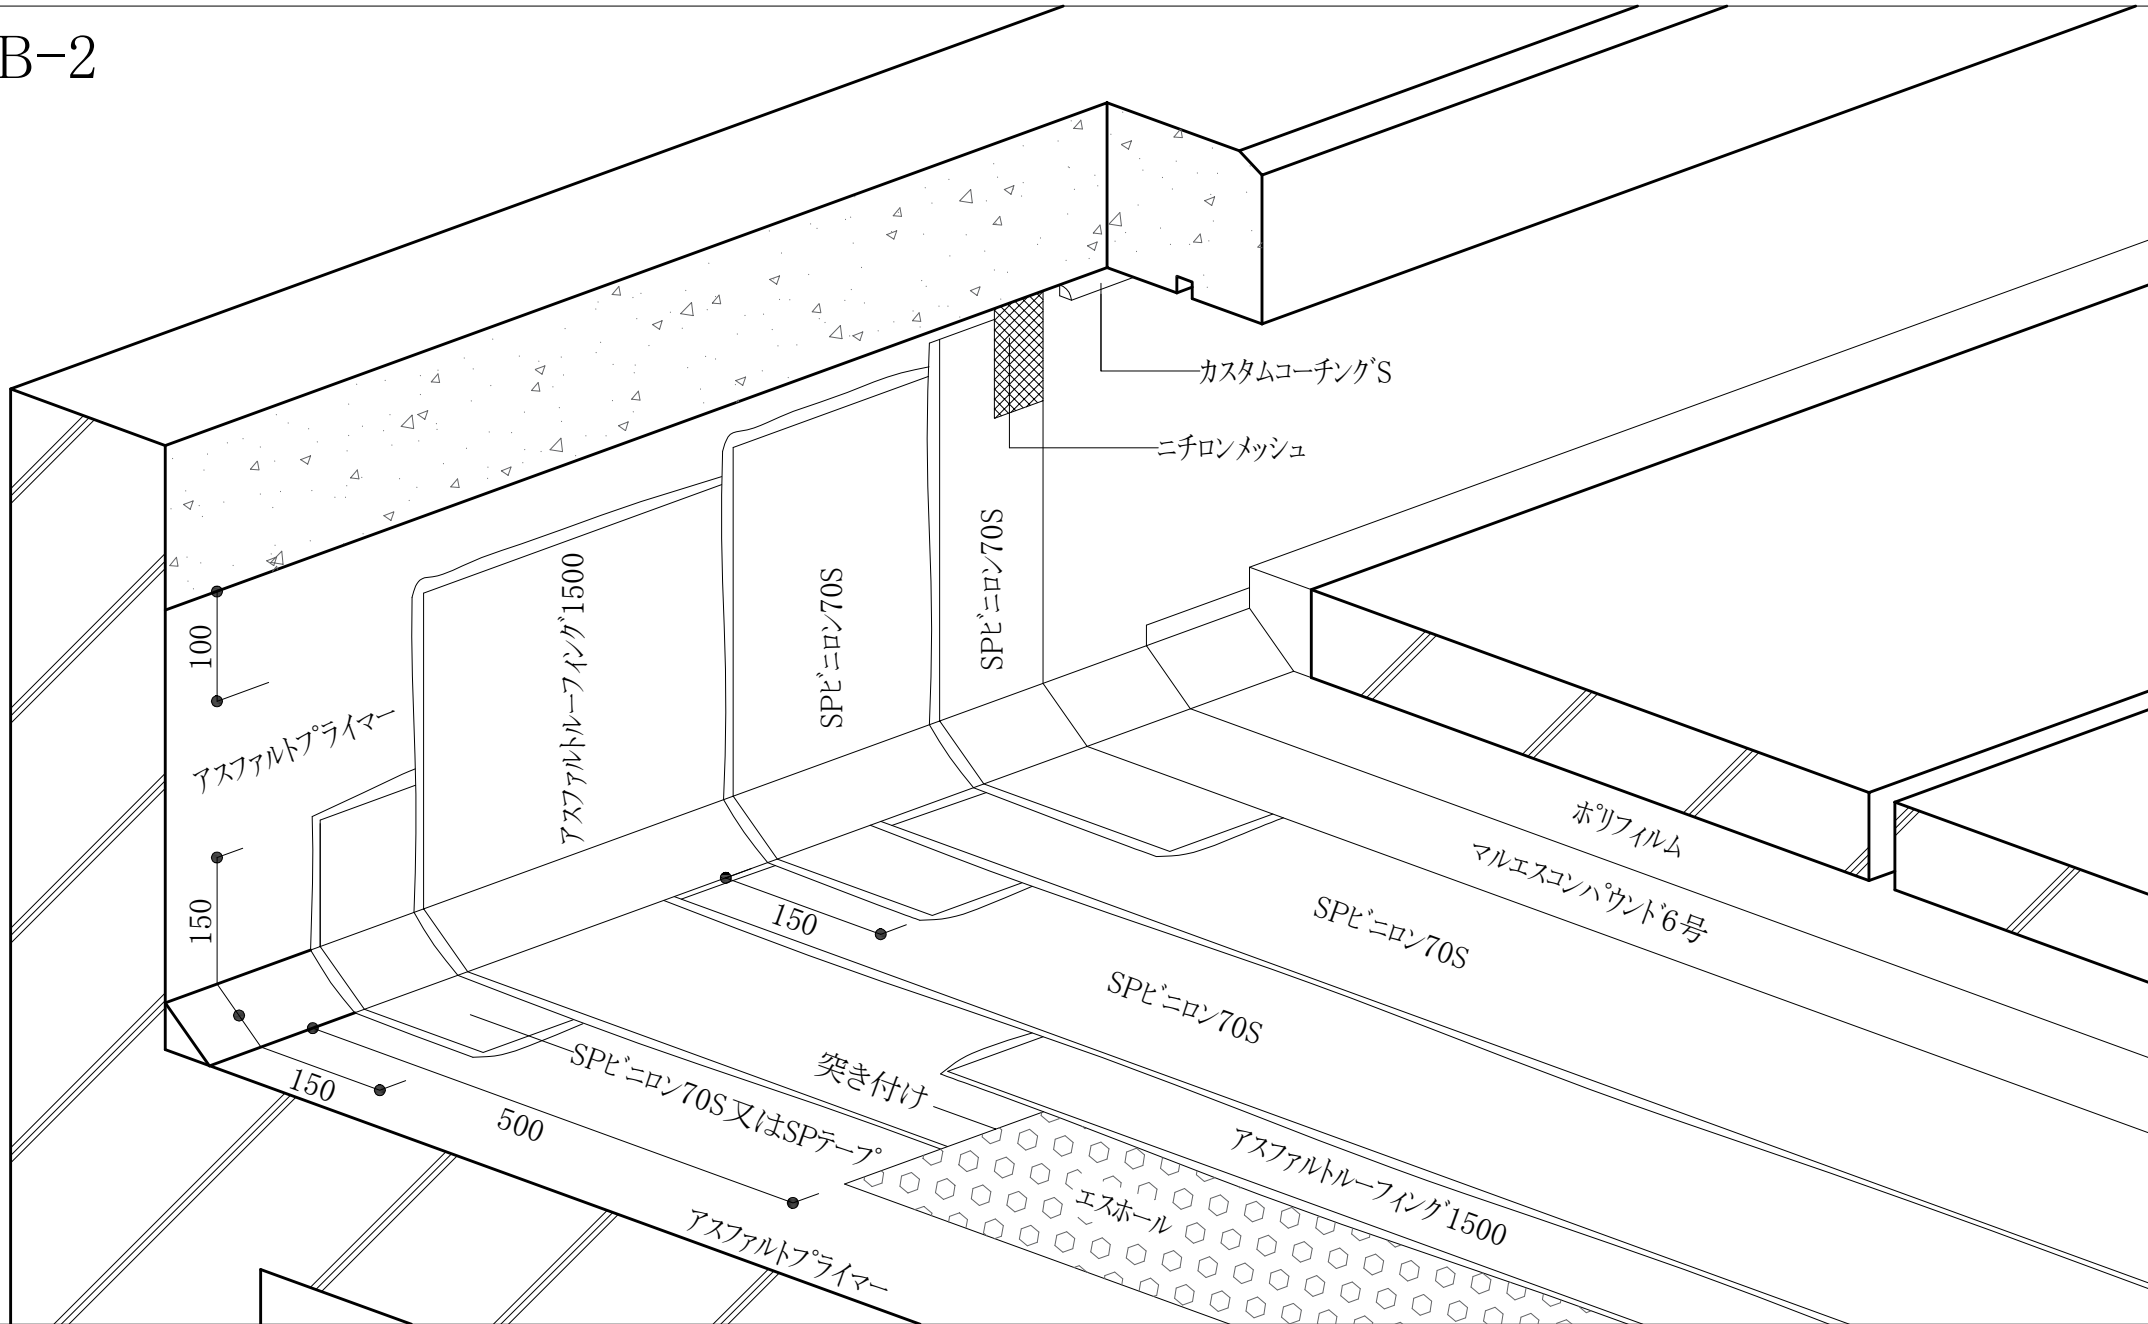 B-2
カスタムコーチングS
ニチロンメッシュ
SPビニロン70S
SPビニロン70S
アスファルトルーフィング1500
100
アスファルトプライマー
150
ポリフィルム
マルエスコンパウンド6号
SPビニロン70S
150
SPビニロン70S
突き付け
SPビニロン70S又はSPテープ
150
500
アスファルトルーフィング1500
エスホール
アスファルトプライマー